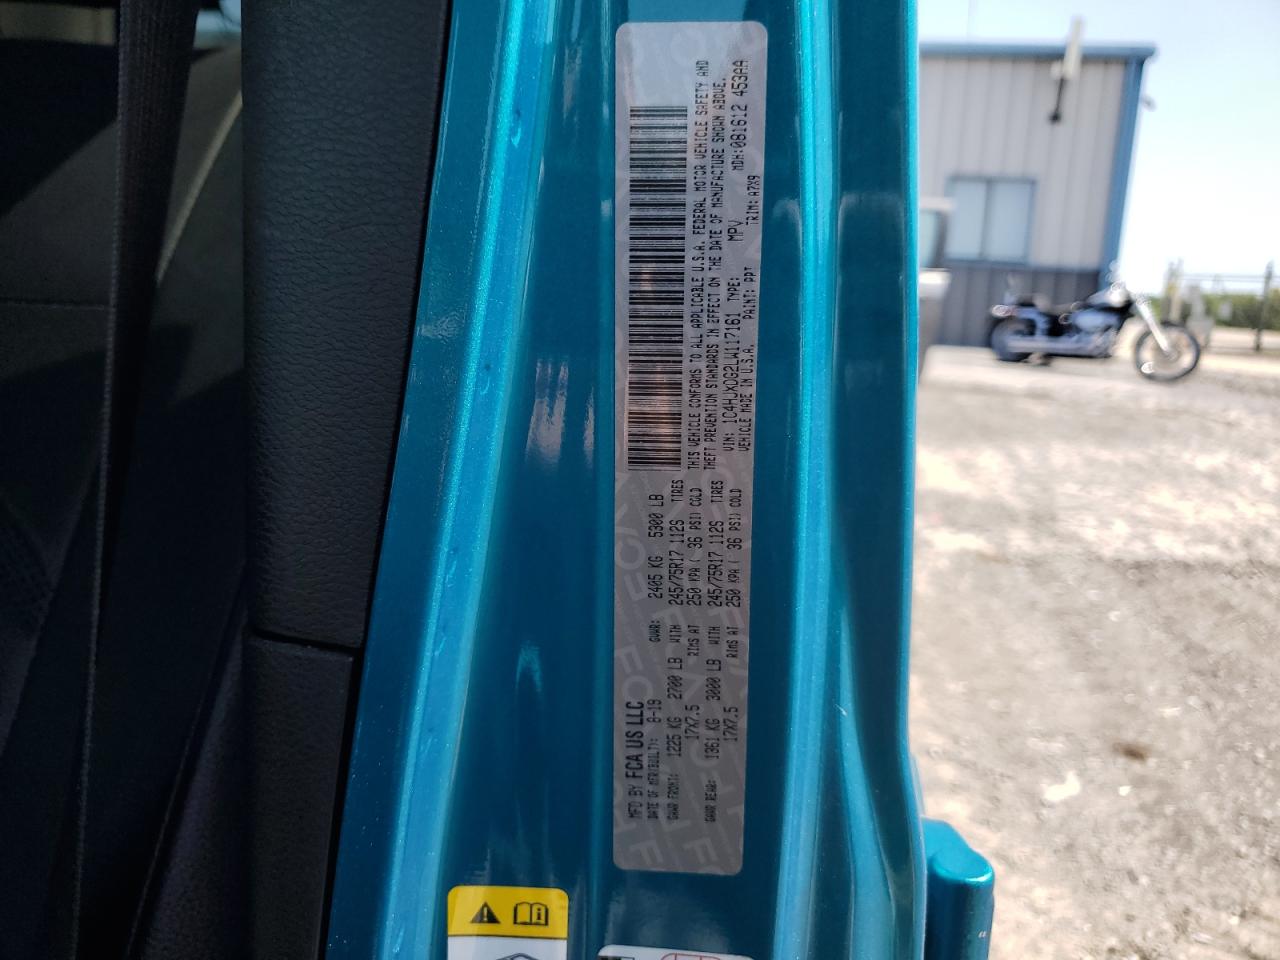 MFD BY FCA US LLC
DATE OF MFR(BUILT): 8-19 GVWR: 2405 KG 5300 LB
GAWR FRONT: 1225 KG 2700 LB WITH 245/75R17 112S TIRES
17X7.5 RIMS AT 250 KPA ( 36 PSI) COLD
GAWR REAR: 1361 KG 3000 LB WITH 245/75R17 112S TIRES
17X7.5 RIMS AT 250 KPA ( 36 PSI) COLD
THIS VEHICLE CONFORMS TO ALL APPLICABLE U.S.A. FEDERAL MOTOR VEHICLE SAFETY AND
THEFT PREVENTION STANDARDS IN EFFECT ON THE DATE OF MANUFACTURE SHOWN ABOVE.
VIN: 1C4HJXDG2LW117161 TYPE: MPV MDH:081612 453AA
VEHICLE MADE IN U.S.A. PAINT: PPT TRIM: A7X9